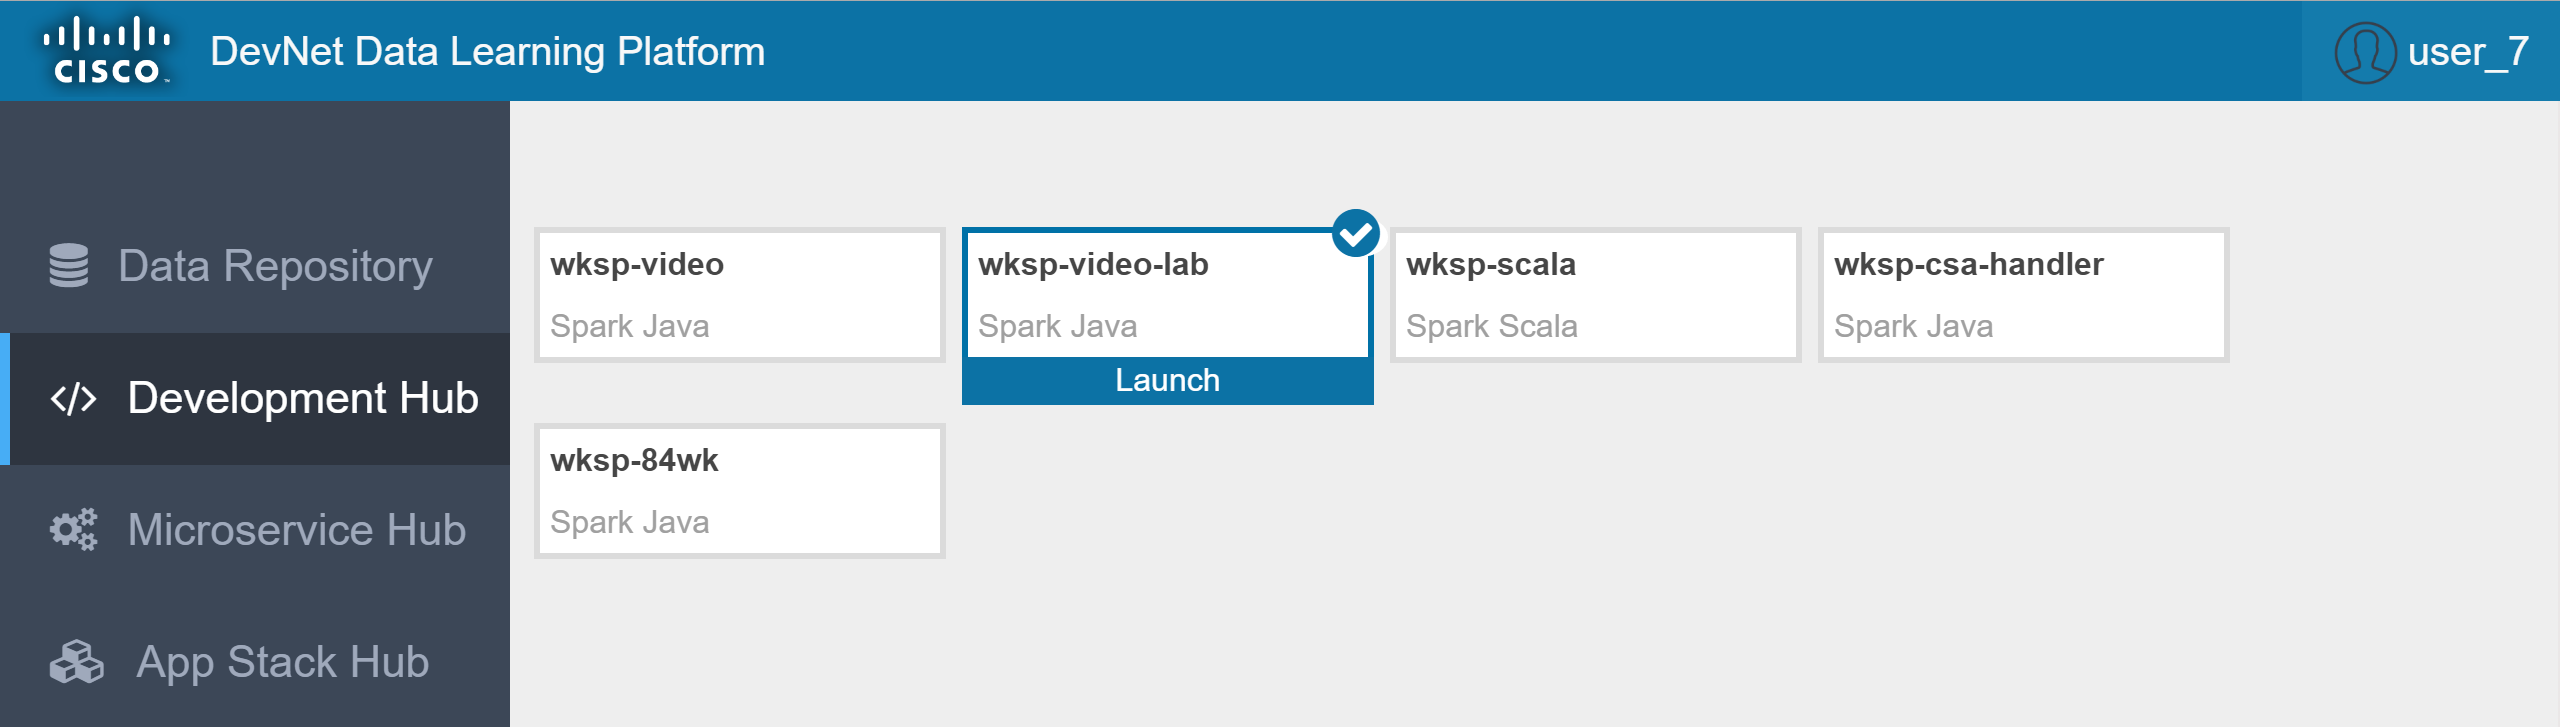 CISCO
DevNet Data Learning Platform
user_7
Data Repository
Development Hub
Microservice Hub
App Stack Hub
wksp-video
Spark Java
wksp-video-lab
Spark Java
Launch
wksp-scala
Spark Scala
wksp-csa-handler
Spark Java
wksp-84wk
Spark Java